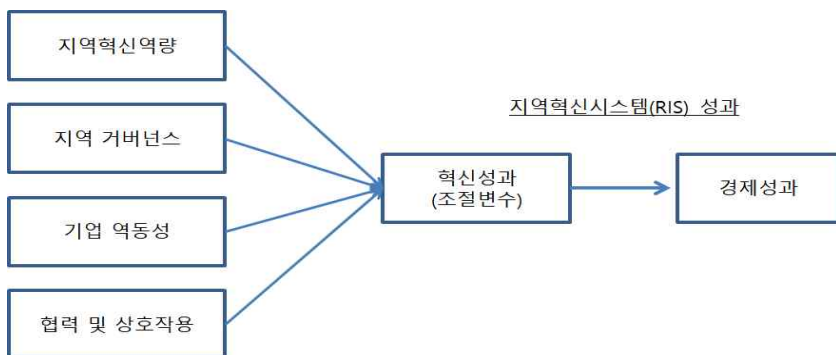 지역혁신역량
지역 거버넌스
기업 역동성
협력 및 상호작용
지역혁신시스템(RIS) 성과
혁신성과
(조절변수)
경제성과